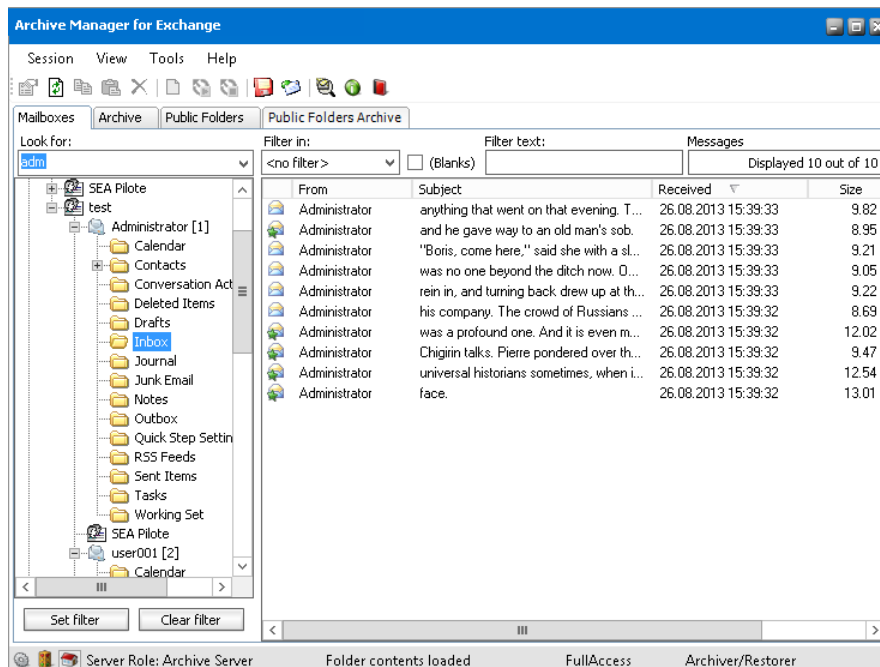 Archive Manager for Exchange
Session View Tools Help
Mailboxes Archive Public Folders Public Folders Archive
Look for: Filter in: Filter text: Messages
adm <no filter> (Blanks) Displayed 10 out of 10
From Subject Received Size
SEA Pilote
test
Administrator [1]
Calendar
Contacts
Conversation Act
Deleted Items
Drafts
Inbox
Journal
Junk Email
Notes
Outbox
Quick Step Settin
RSS Feeds
Sent Items
Tasks
Working Set
SEA Pilote
user001 [2]
Calendar
Set filter Clear filter
Administrator anything that went on that evening. T... 26.08.2013 15:39:33 9.82
Administrator and he gave way to an old man's sob. 26.08.2013 15:39:33 8.95
Administrator "Boris, come here," said she with a sl... 26.08.2013 15:39:33 9.21
Administrator was no one beyond the ditch now. O... 26.08.2013 15:39:33 9.05
Administrator rein in, and turning back drew up at th... 26.08.2013 15:39:33 9.22
Administrator his company. The crowd of Russians ... 26.08.2013 15:39:32 8.69
Administrator was a profound one. And it is even m... 26.08.2013 15:39:32 12.02
Administrator Chigirin talks. Pierre pondered over th... 26.08.2013 15:39:32 9.47
Administrator universal historians sometimes, when i... 26.08.2013 15:39:32 12.54
Administrator face. 26.08.2013 15:39:32 13.01
Server Role: Archive Server Folder contents loaded FullAccess Archiver/Restorer